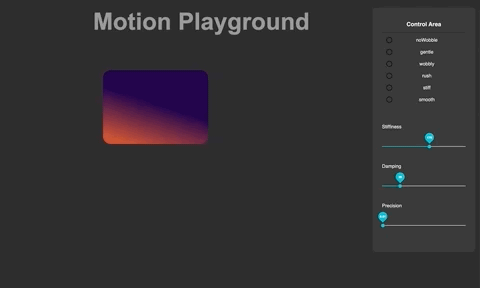 Motion Playground
Control Area
noWobble
gentle
wobbly
rush
stiff
smooth
Stiffness
Damping
Precision